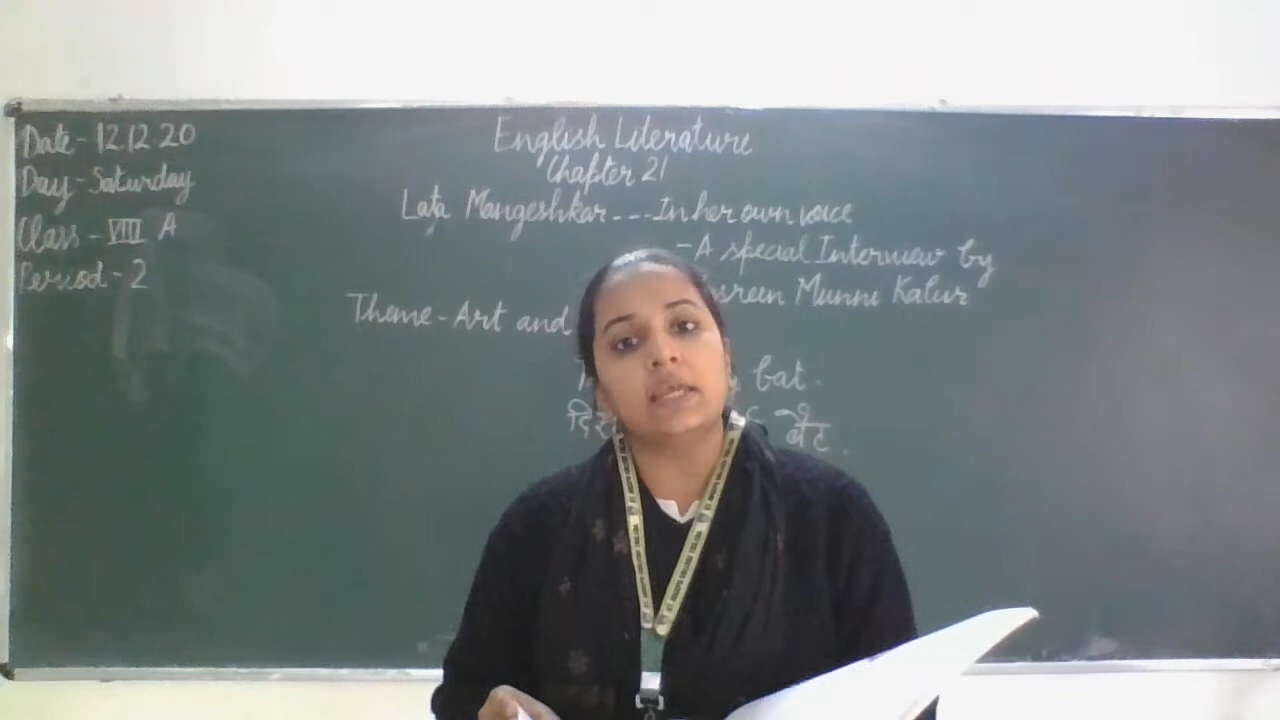 Date - 12.12.20
Day - Saturday
Class - VIII A
Period - 2
English Literature
Chapter 21
Lata Mangeshkar --- In her own voice
- A special Interview by
Munni Kabir
Theme - Art and
bat.
बैट.